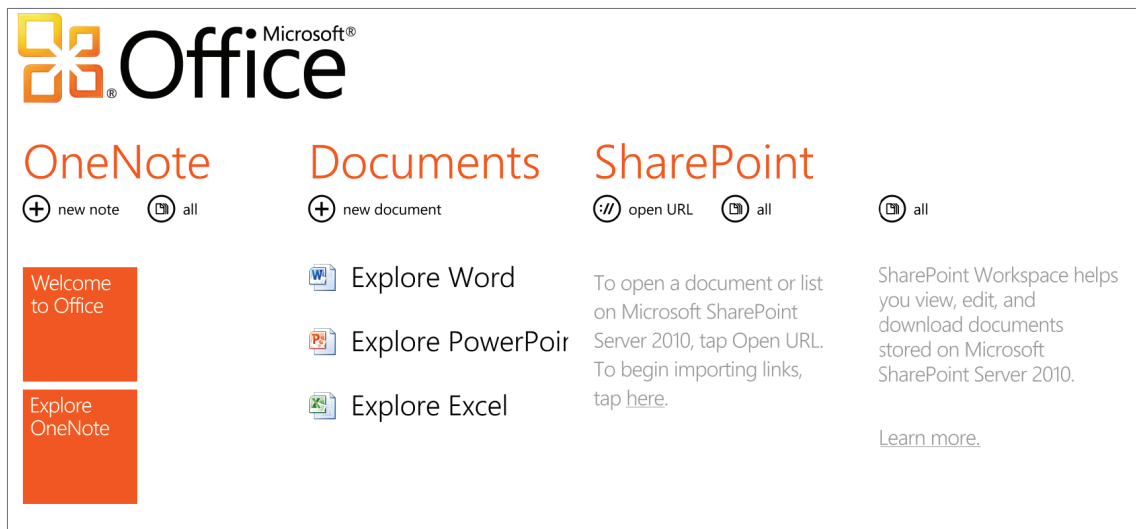 Microsoft®
® Office
OneNote
new note all
Welcome
to Office
Explore
OneNote
Documents
new document
Explore Word
Explore PowerPoin
Explore Excel
SharePoint
:// open URL all
To open a document or list
on Microsoft SharePoint
Server 2010, tap Open URL.
To begin importing links,
tap here.
all
SharePoint Workspace helps
you view, edit, and
download documents
stored on Microsoft
SharePoint Server 2010.
Learn more.